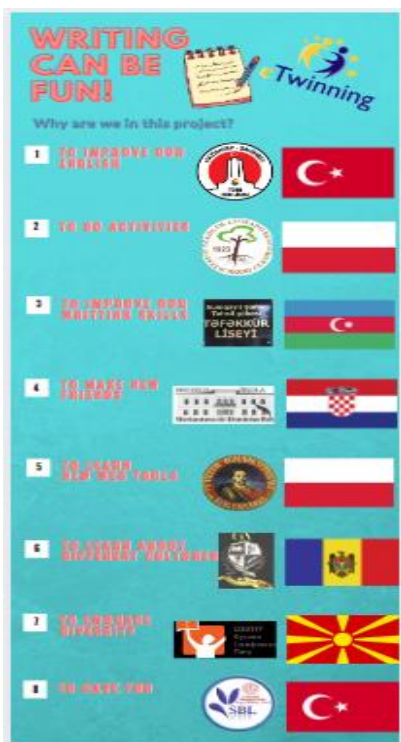 WRITING
CAN BE
FUN!
eTwinning
Why are we in this project?
1
TO IMPROVE OUR
ENGLISH
2
TO DO ACTIVITIES
1923
3
TO IMPROVE OUR
WRITTING SKILLS
TƏFƏKKÜR
LİSEYİ
4
TO MAKE NEW
FRIENDS
5
TO LEARN
NEW WEB TOOLS
6
TO LEARN ABOUT
DIFFERENT CULTURES
7
TO EMBRACE
DIVERSITY
8
TO HAVE FUN
SBL